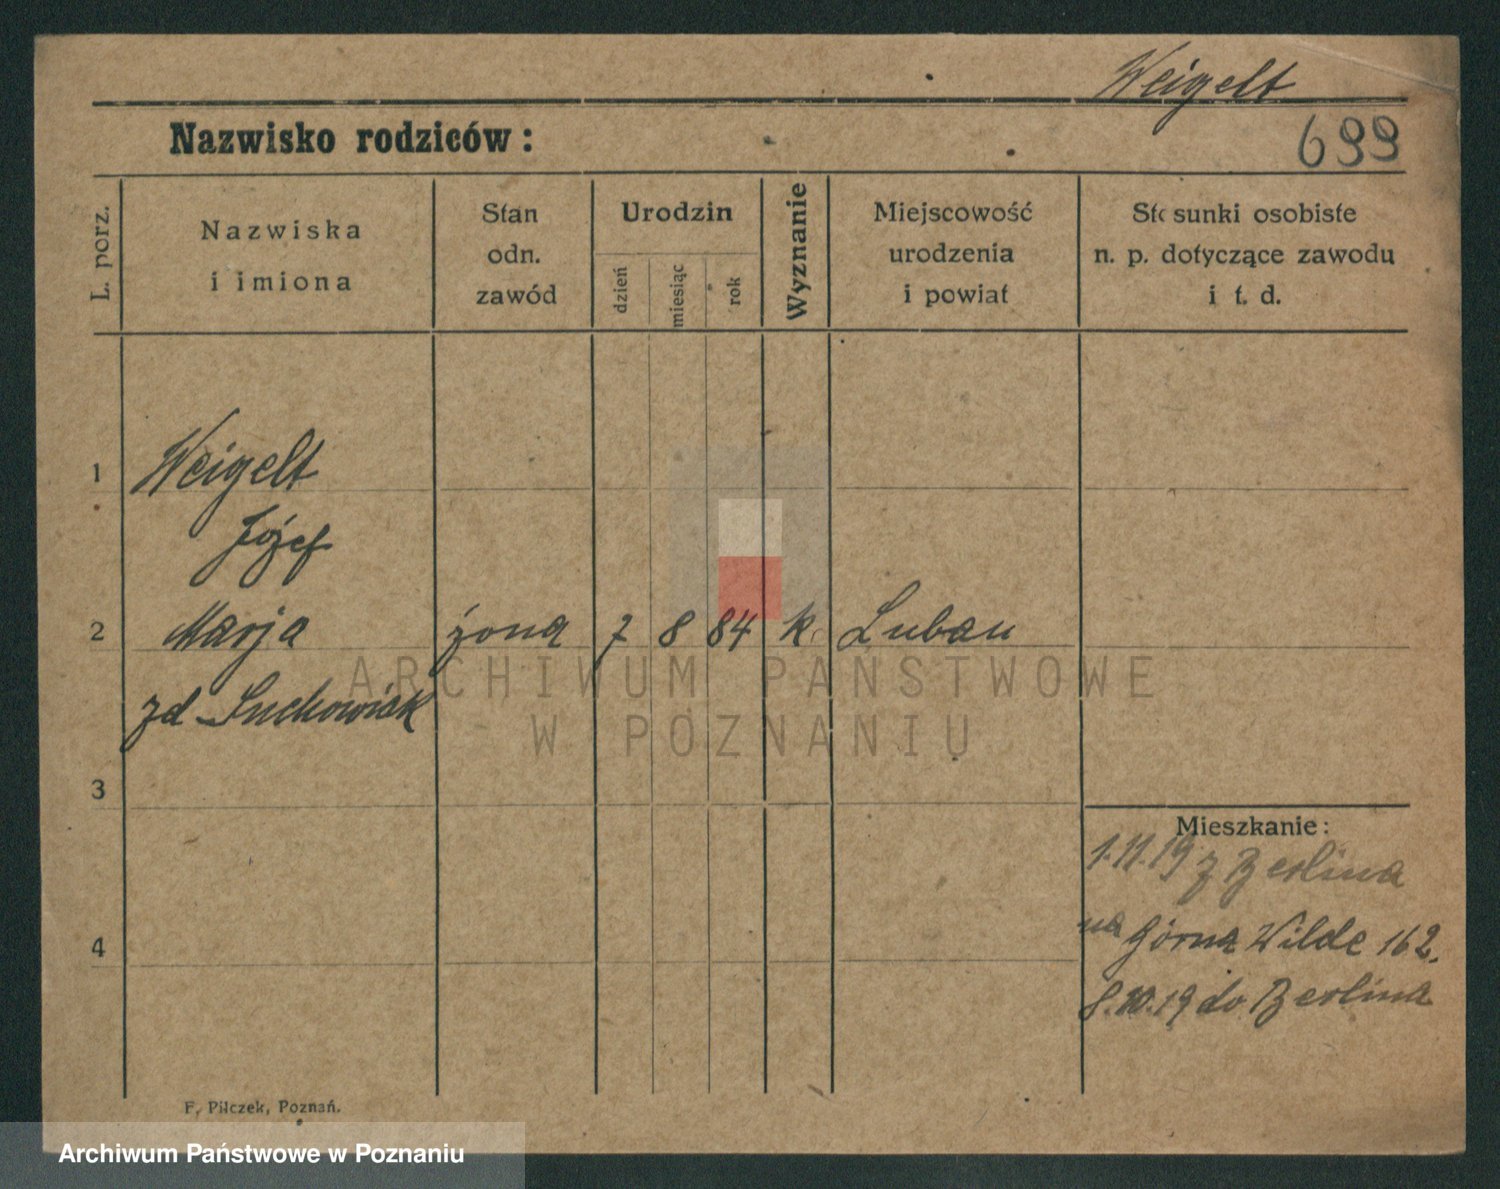 Weigelt
Nazwisko rodziców:
699
L. porz.
Nazwiska
i imiona
Stan
odn.
zawód
Urodzin
dzień
miesiąc
rok
Wyznanie
Miejscowość
urodzenia
i powiat
Stosunki osobiste
n. p. dotyczące zawodu
i t. d.
1 Weigelt
Józef
2 Marja żona 7 8 84 k. Luban
zd Suchowiak
3
4
Mieszkanie:
1.11.19 z Berlina
na Górna Wilde 162.
8.10.19 do Berlina
F. Pilczek, Poznań.
ARCHIWUM PAŃSTWOWE
W POZNANIU
Archiwum Państwowe w Poznaniu